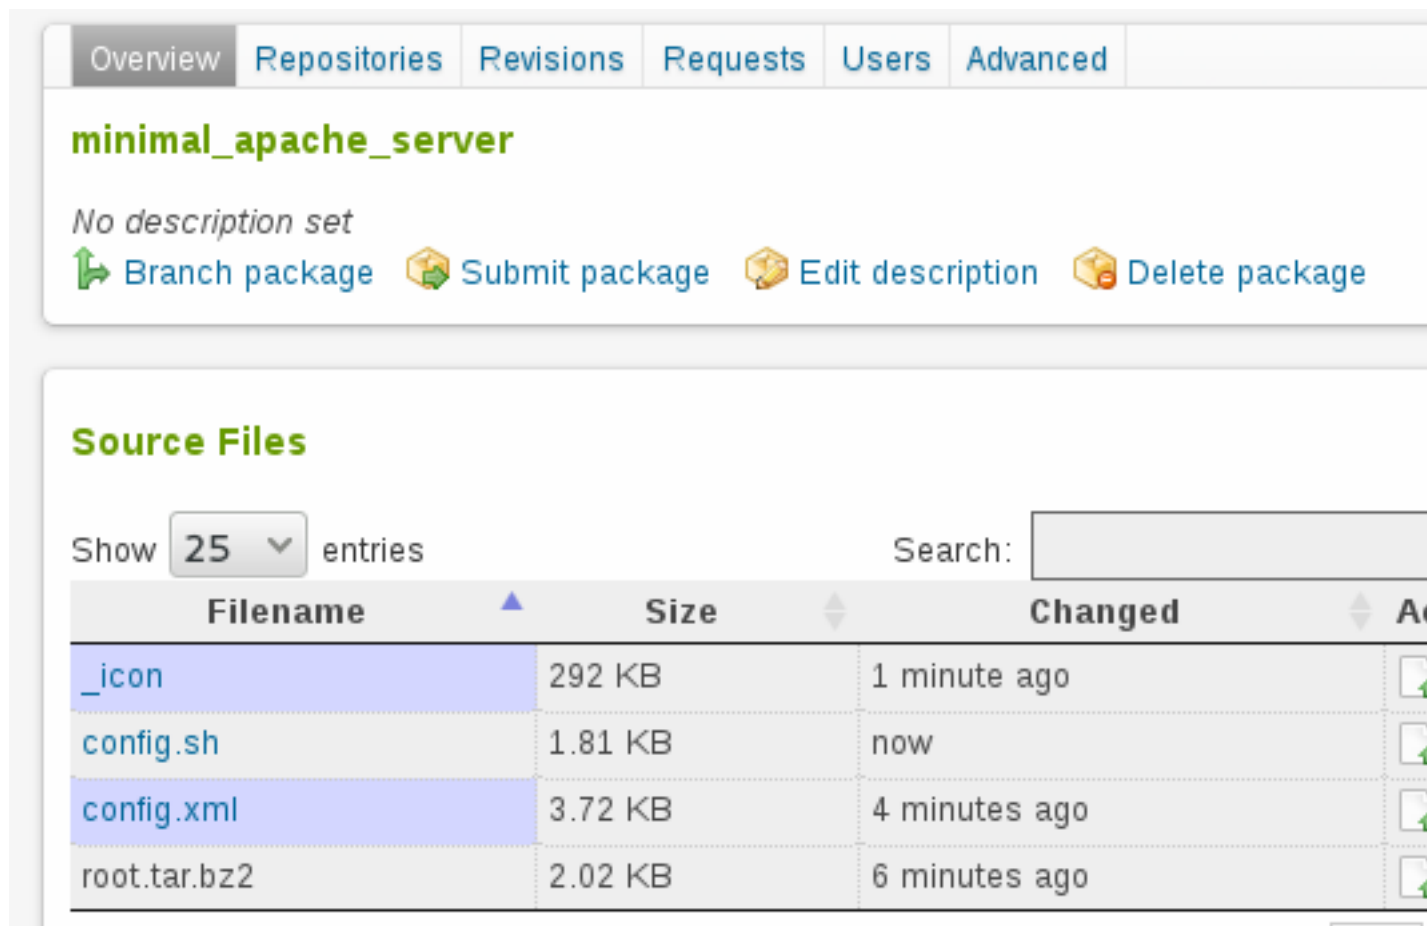 Overview Repositories Revisions Requests Users Advanced
minimal_apache_server
No description set
Branch package Submit package Edit description Delete package
Source Files
Show 25 entries Search:
Filename Size Changed
_icon 292 KB 1 minute ago
config.sh 1.81 KB now
config.xml 3.72 KB 4 minutes ago
root.tar.bz2 2.02 KB 6 minutes ago